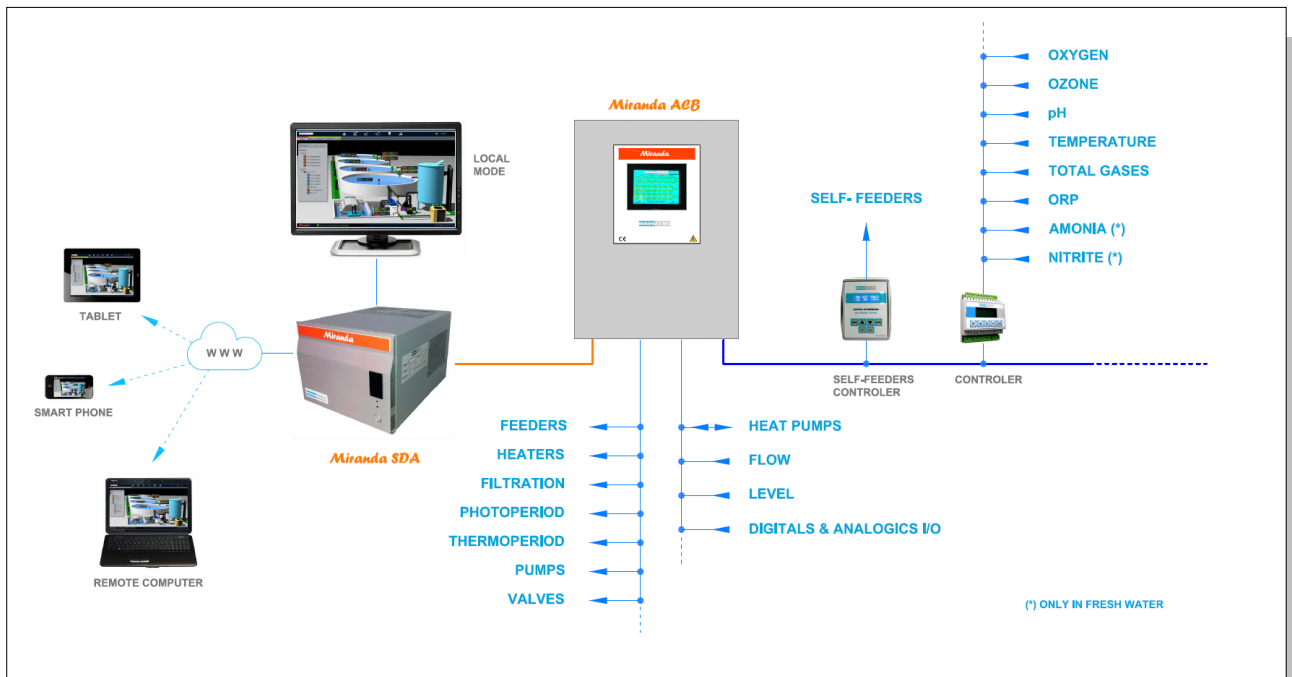 Miranda ACB
LOCAL
MODE
Miranda
CE
SELF- FEEDERS
OXYGEN
OZONE
pH
TEMPERATURE
TOTAL GASES
ORP
AMONIA (*)
NITRITE (*)
TABLET
W W W
SMART PHONE
REMOTE COMPUTER
Miranda
Miranda SDA
SELF-FEEDERS
CONTROLER
CONTROLER
FEEDERS
HEATERS
FILTRATION
PHOTOPERIOD
THERMOPERIOD
PUMPS
VALVES
HEAT PUMPS
FLOW
LEVEL
DIGITALS & ANALOGICS I/O
(*) ONLY IN FRESH WATER